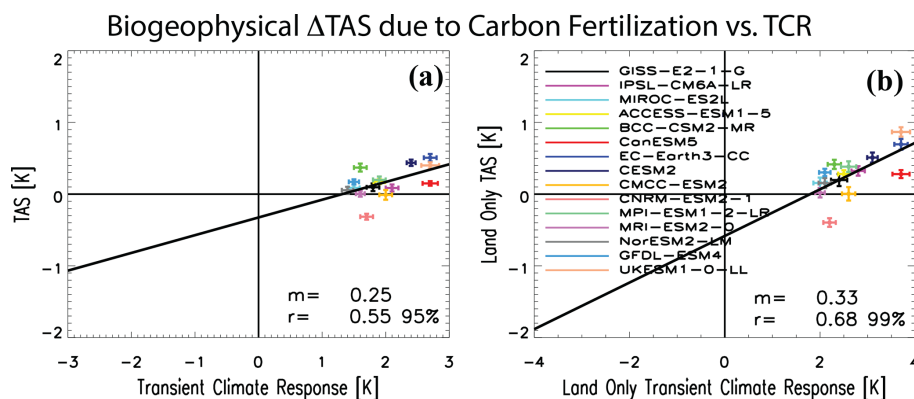 Biogeophysical ΔTAS due to Carbon Fertilization vs. TCR
(a)
2
1
0
-1
-2
TAS [K]
m= 0.25
r= 0.55 95%
-3 -2 -1 0 1 2 3
Transient Climate Response [K]
(b)
2
1
0
-1
-2
Land Only TAS [K]
GISS-E2-1-G
IPSL-CM6A-LR
MIROC-ES2L
ACCESS-ESM1-5
BCC-CSM2-MR
CanESM5
EC-Earth3-CC
CESM2
CMCC-ESM2
CNRM-ESM2-1
MPI-ESM1-2-LR
MRI-ESM2-0
NorESM2-LM
GFDL-ESM4
UKESM1-0-LL
m= 0.33
r= 0.68 99%
-4 -2 0 2 4
Land Only Transient Climate Response [K]